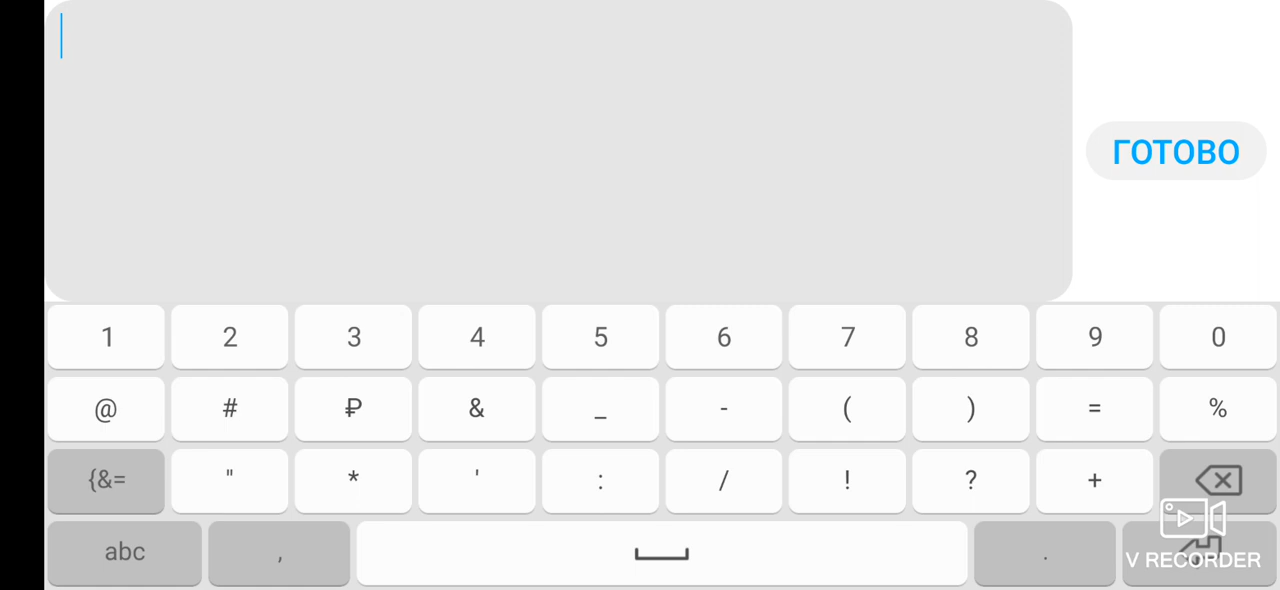 ГОТОВО
1 2 3 4 5 6 7 8 9 0
@ # ₽ & _ - ( ) = %
{&= " * ' : / ! ? +
abc , .
V RECORDER